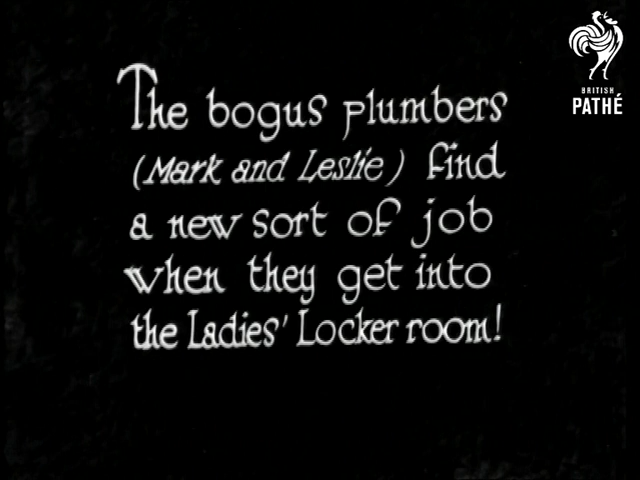 BRITISH
PATHÉ
The bogus plumbers
(Mark and Leslie) find
a new sort of job
when they get into
the Ladies' Locker room!